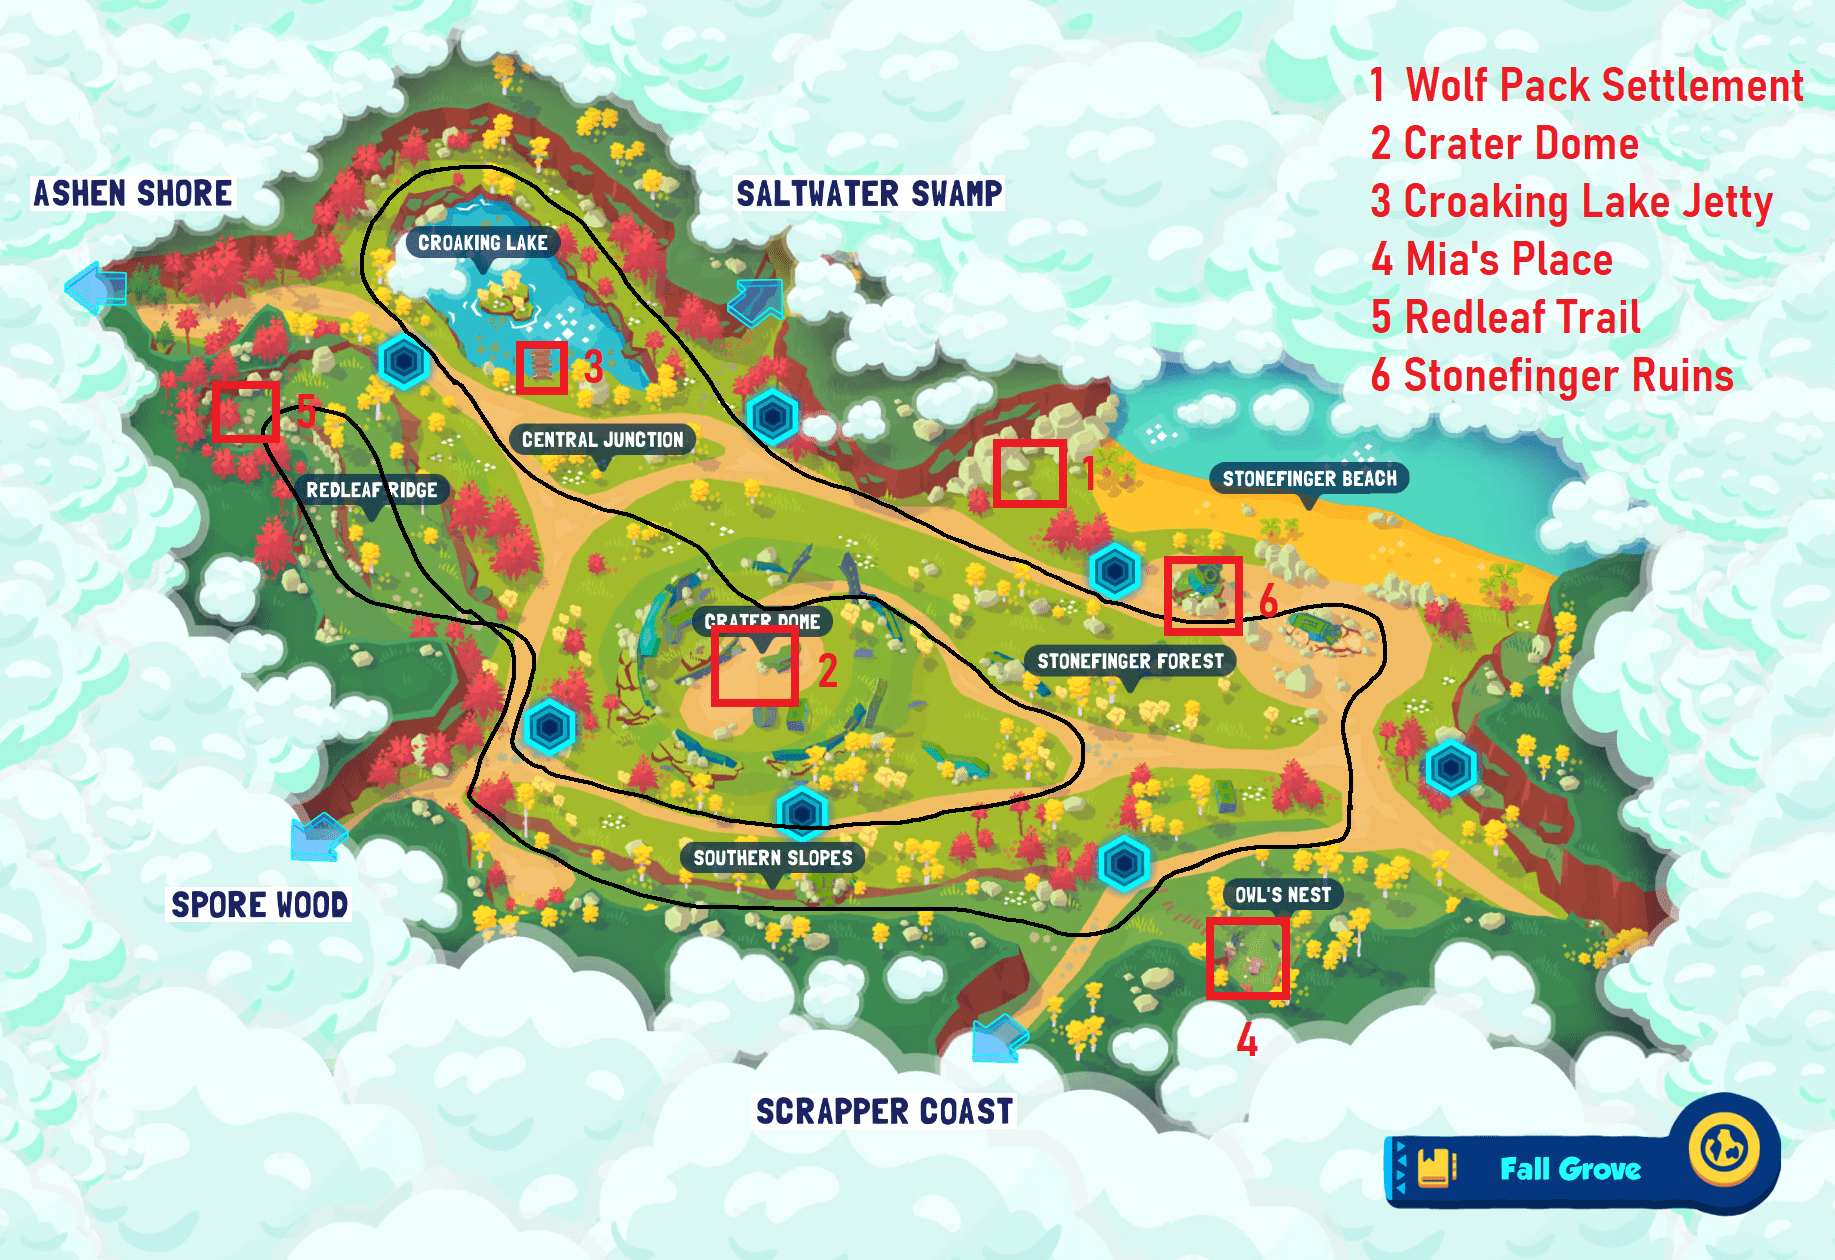 1 Wolf Pack Settlement
2 Crater Dome
3 Croaking Lake Jetty
4 Mia's Place
5 Redleaf Trail
6 Stonefinger Ruins
ASHEN SHORE
SALTWATER SWAMP
CROAKING LAKE
3
5
CENTRAL JUNCTION
1
STONEFINGER BEACH
REDLEAF RIDGE
6
CRATER DOME
2
STONEFINGER FOREST
SOUTHERN SLOPES
OWL'S NEST
SPORE WOOD
4
SCRAPPER COAST
Fall Grove